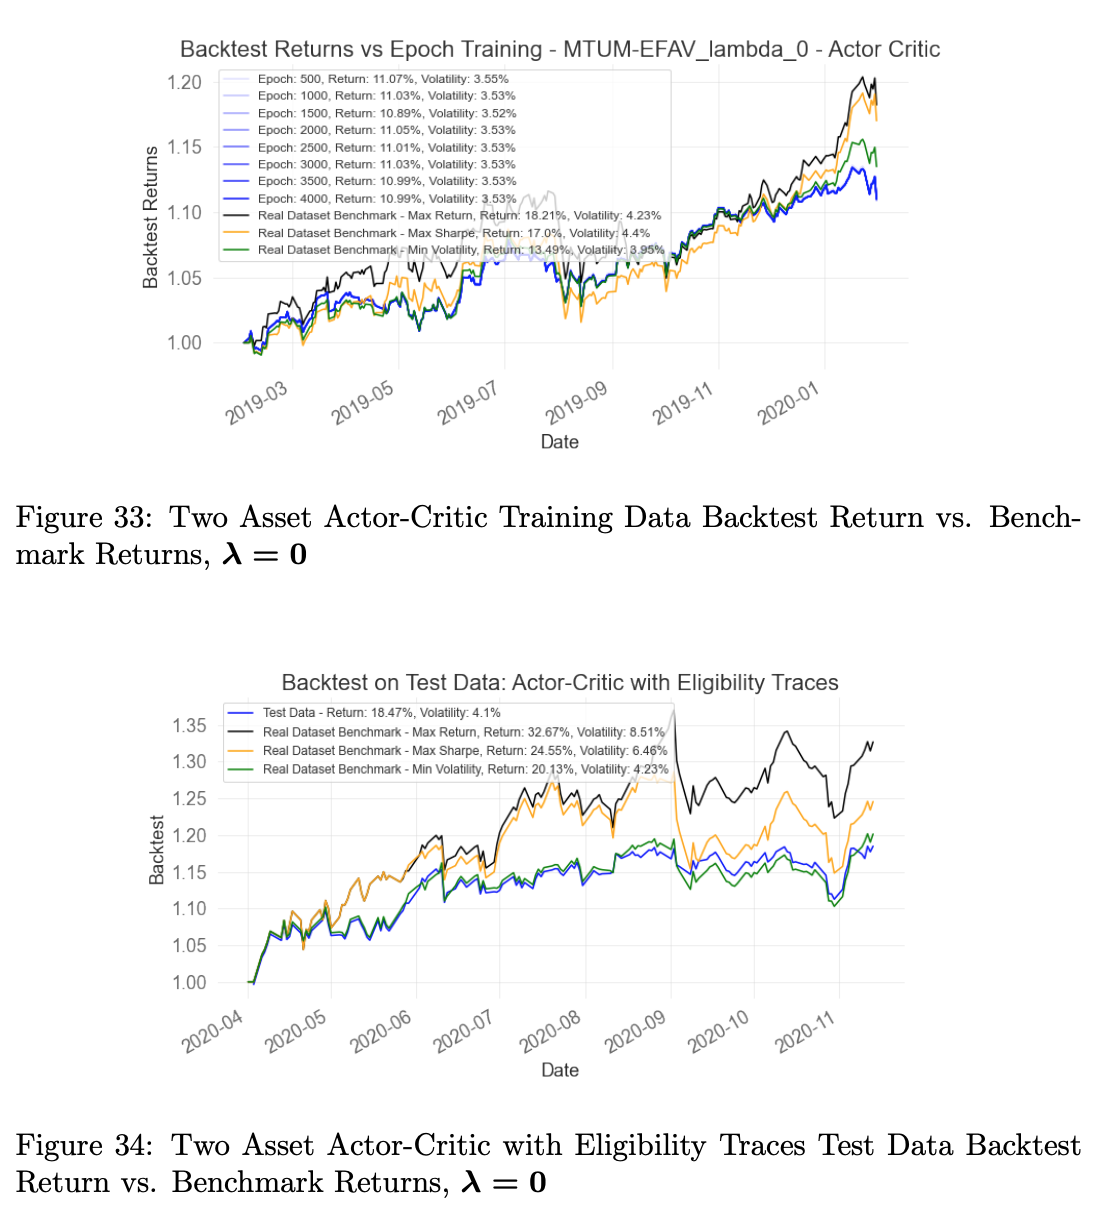 Backtest Returns vs Epoch Training - MTUM-EFAV_lambda_0 - Actor Critic
Epoch: 500, Return: 11.07%, Volatility: 3.55%
Epoch: 1000, Return: 11.03%, Volatility: 3.53%
Epoch: 1500, Return: 10.89%, Volatility: 3.52%
Epoch: 2000, Return: 11.05%, Volatility: 3.53%
Epoch: 2500, Return: 11.01%, Volatility: 3.53%
Epoch: 3000, Return: 11.03%, Volatility: 3.53%
Epoch: 3500, Return: 10.99%, Volatility: 3.53%
Epoch: 4000, Return: 10.99%, Volatility: 3.53%
Real Dataset Benchmark - Max Return, Return: 18.21%, Volatility: 4.23%
Real Dataset Benchmark - Max Sharpe, Return: 17.0%, Volatility: 4.4%
Real Dataset Benchmark - Min Volatility, Return: 13.49%, Volatility: 3.95%
Backtest Returns
1.20
1.15
1.10
1.05
1.00
2019-03
2019-05
2019-07
2019-09
2019-11
2020-01
Date
Figure 33: Two Asset Actor-Critic Training Data Backtest Return vs. Bench-
mark Returns, λ = 0
Backtest on Test Data: Actor-Critic with Eligibility Traces
Test Data - Return: 18.47%, Volatility: 4.1%
Real Dataset Benchmark - Max Return, Return: 32.67%, Volatility: 8.51%
Real Dataset Benchmark - Max Sharpe, Return: 24.55%, Volatility: 6.46%
Real Dataset Benchmark - Min Volatility, Return: 20.13%, Volatility: 4.23%
Backtest
1.35
1.30
1.25
1.20
1.15
1.10
1.05
1.00
2020-04
2020-05
2020-06
2020-07
2020-08
2020-09
2020-10
2020-11
Date
Figure 34: Two Asset Actor-Critic with Eligibility Traces Test Data Backtest
Return vs. Benchmark Returns, λ = 0